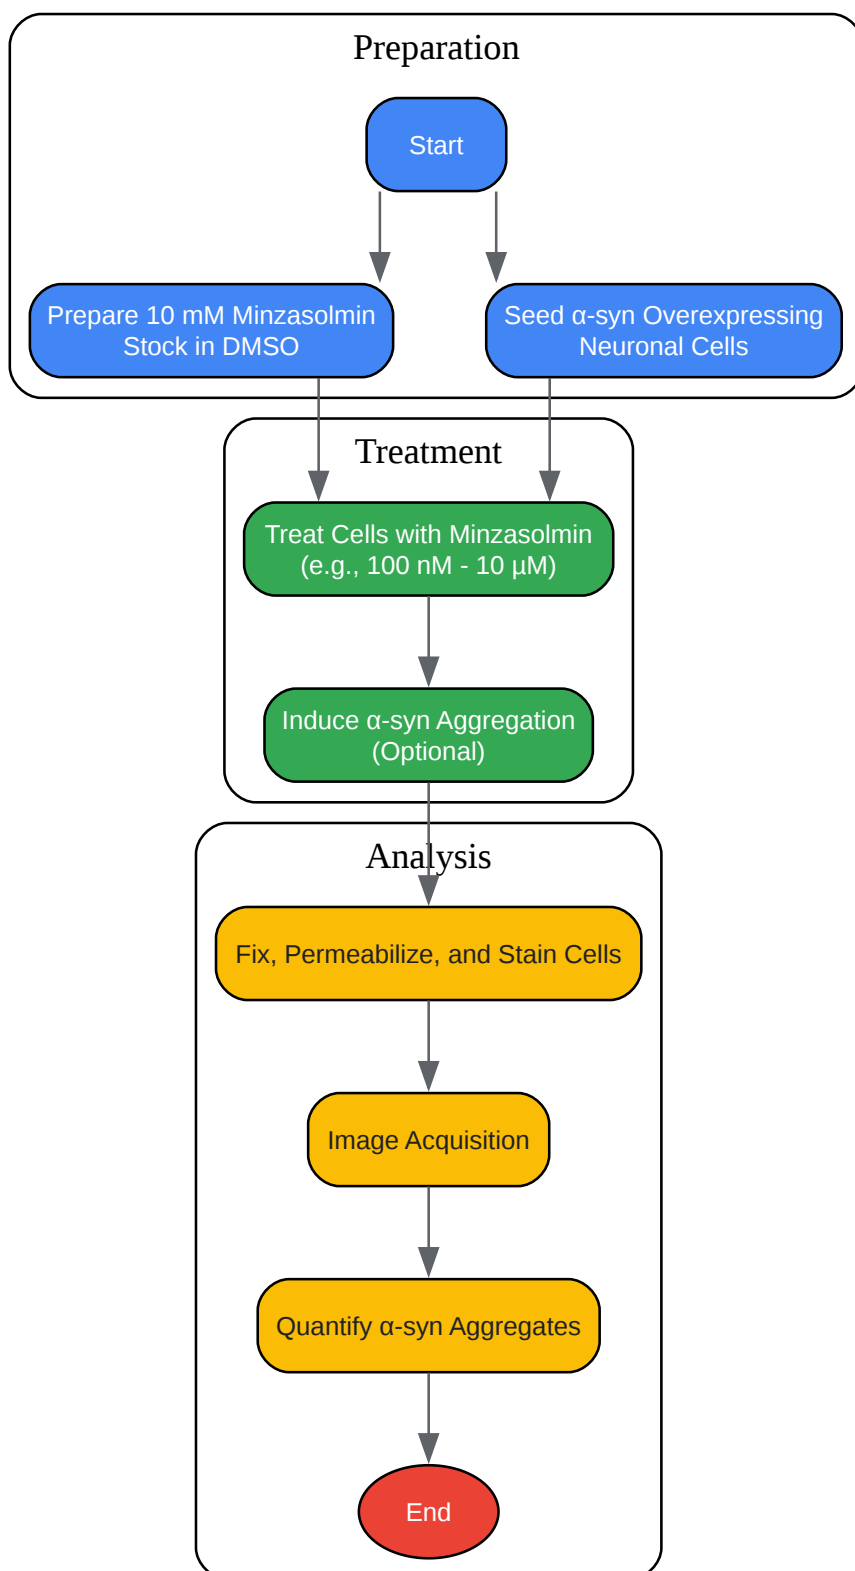 Preparation
Start
Prepare 10 mM Minzasolmin
Stock in DMSO
Seed α-syn Overexpressing
Neuronal Cells
Treatment
Treat Cells with Minzasolmin
(e.g., 100 nM - 10 µM)
Induce α-syn Aggregation
(Optional)
Analysis
Fix, Permeabilize, and Stain Cells
Image Acquisition
Quantify α-syn Aggregates
End